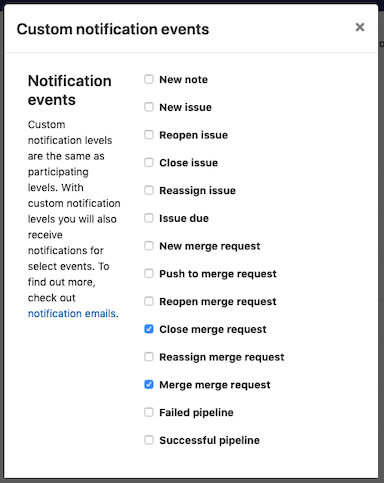 Custom notification events
×
Notification
events
Custom
notification levels
are the same as
participating
levels. With
custom notification
levels you will also
receive
notifications for
select events. To
find out more,
check out
notification emails.
New note
New issue
Reopen issue
Close issue
Reassign issue
Issue due
New merge request
Push to merge request
Reopen merge request
Close merge request
Reassign merge request
Merge merge request
Failed pipeline
Successful pipeline